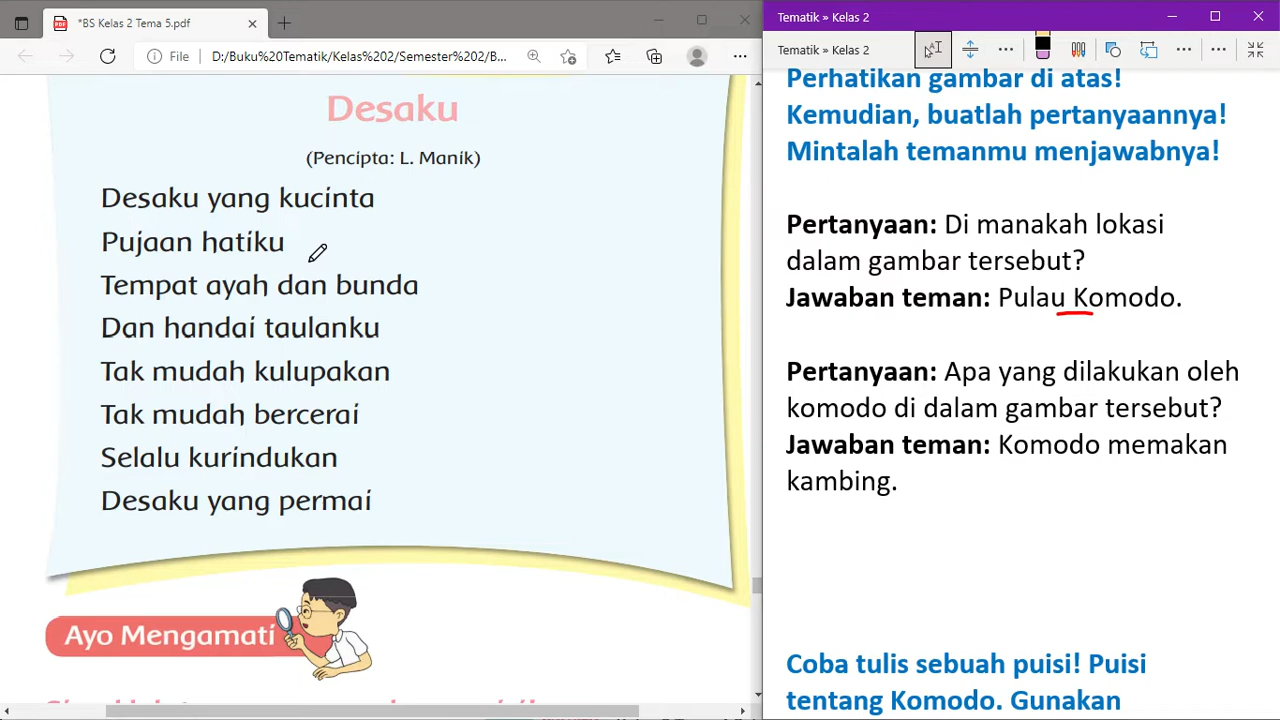 *BS Kelas 2 Tema 5.pdf
File
D:/Buku%20Tematik/Kelas%202/Semester%202/B...
Desaku
(Pencipta: L. Manik)
Desaku yang kucinta
Pujaan hatiku
Tempat ayah dan bunda
Dan handai taulanku
Tak mudah kulupakan
Tak mudah bercerai
Selalu kurindukan
Desaku yang permai
Ayo Mengamati
Tematik » Kelas 2
Tematik » Kelas 2
Perhatikan gambar di atas!
Kemudian, buatlah pertanyaannya!
Mintalah temanmu menjawabnya!
Pertanyaan: Di manakah lokasi
dalam gambar tersebut?
Jawaban teman: Pulau Komodo.
Pertanyaan: Apa yang dilakukan oleh
komodo di dalam gambar tersebut?
Jawaban teman: Komodo memakan
kambing.
Coba tulis sebuah puisi! Puisi
tentang Komodo. Gunakan